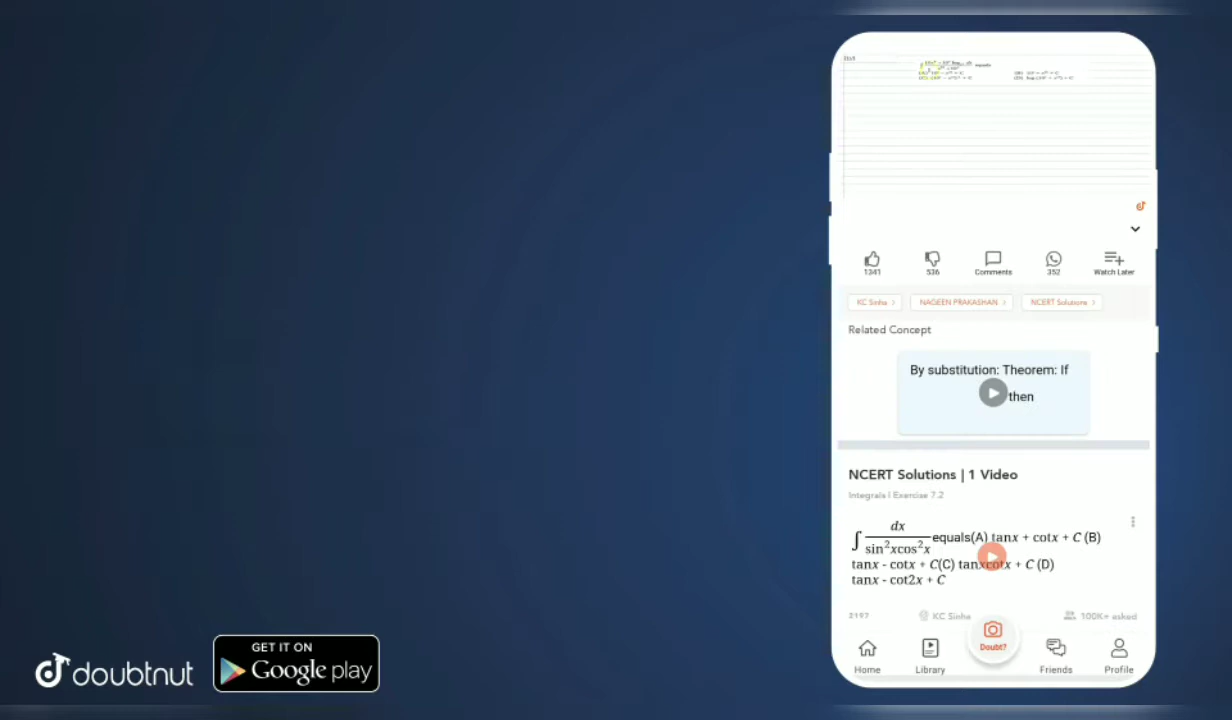 equals
1341
536
Comments
352
Watch Later
KC Sinha
NAGEEN PRAKASHAN
NCERT Solutions
Related Concept
By substitution: Theorem: If
then
NCERT Solutions | 1 Video
Integrals | Exercise 7.2
∫ dx / sin²xcos²x equals(A) tanx + cotx + C (B)
tanx - cotx + C(C) tanxcotx + C (D)
tanx - cot2x + C
2197
KC Sinha
100K+ asked
Doubt?
Home
Library
Friends
Profile
doubtnut
GET IT ON
Google play